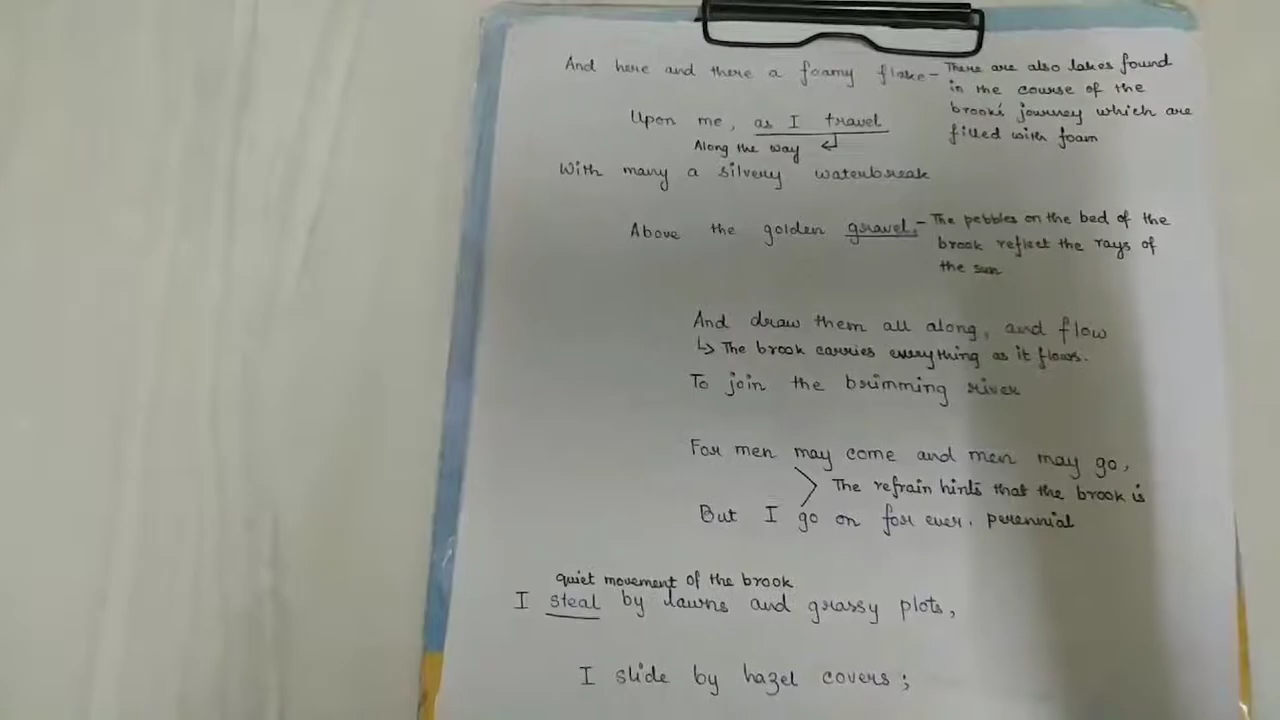 And here and there a foamy flake - There are also lakes found
in the course of the
brook's journey which are
filled with foam
Upon me, as I travel
Along the way
With many a silvery waterbreak
Above the golden gravel, - The pebbles on the bed of the
brook reflect the rays of
the sun
And draw them all along, and flow
↳ The brook carries everything as it flows.
To join the brimming river
For men may come and men may go,
The refrain hints that the brook is
But I go on for ever. perennial
quiet movement of the brook
I steal by lawns and grassy plots,
I slide by hazel covers;